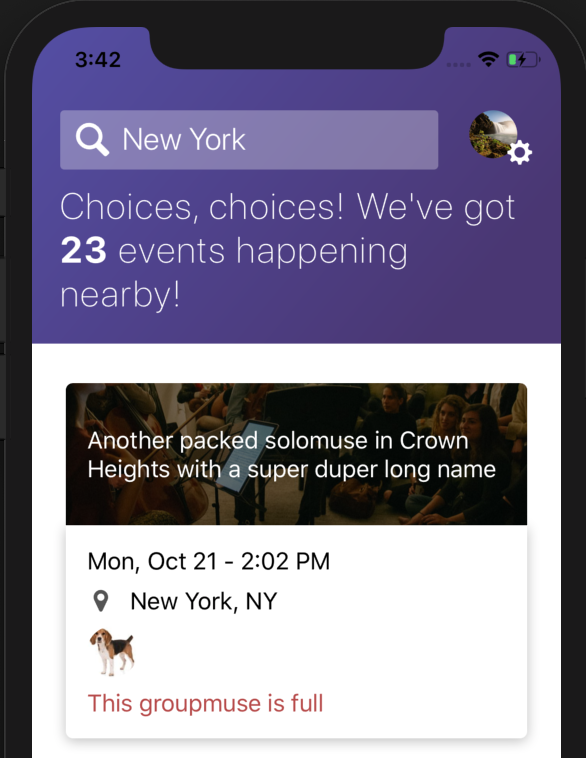 3:42
New York
Choices, choices! We've got
23 events happening
nearby!
Another packed solomuse in Crown
Heights with a super duper long name
Mon, Oct 21 - 2:02 PM
New York, NY
This groupmuse is full